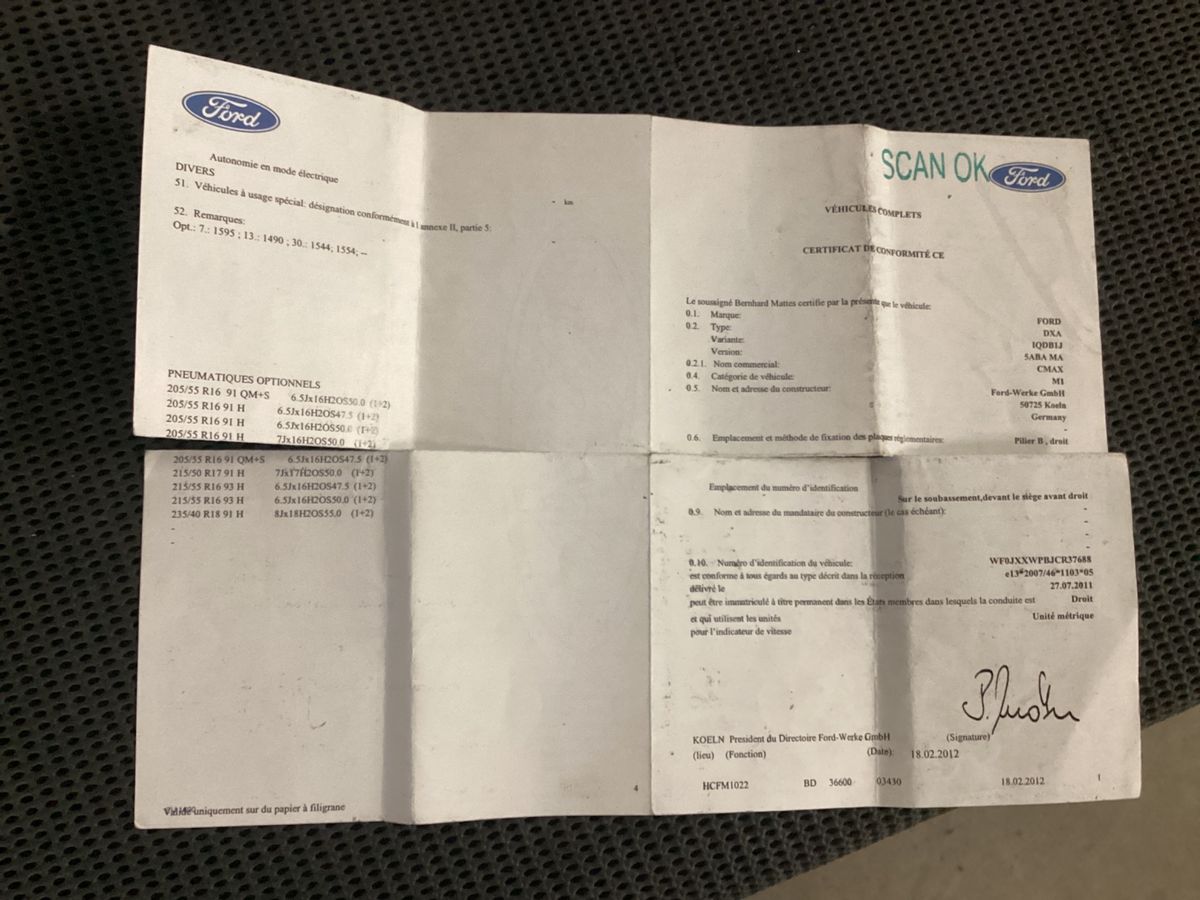 Ford
Autonomie en mode électrique - km
DIVERS
51. Véhicules à usage spécial: désignation conformément à l annexe II, partie 5:
52. Remarques:
Opt.: 7.: 1595 ; 13.: 1490 ; 30.: 1544; 1554; --
PNEUMATIQUES OPTIONNELS
205/55 R16 91 QM+S 6.5Jx16H2OS50.0 (1+2)
205/55 R16 91 H 6.5Jx16H2OS47.5 (1+2)
205/55 R16 91 H 6.5Jx16H2OS50.0 (1+2)
205/55 R16 91 H 7Jx16H2OS50.0 (1+2)
205/55 R16 91 QM+S 6.5Jx16H2OS47.5 (1+2)
215/50 R17 91 H 7Jx17H2OS50.0 (1+2)
215/55 R16 93 H 6.5Jx16H2OS47.5 (1+2)
215/55 R16 93 H 6.5Jx16H2OS50.0 (1+2)
235/40 R18 91 H 8Jx18H2OS55.0 (1+2)
-
-
uniquement sur du papier à filigrane
4
SCAN OK
Ford
VÉHICULES COMPLETS
CERTIFICAT DE CONFORMITÉ CE
Le soussigné Bernhard Mattes certifie par la présente que le véhicule:
0.1. Marque: FORD
0.2. Type: DXA
Variante: 1QDB1J
Version: 5ABA MA
0.2.1. Nom commercial: CMAX
0.4. Catégorie de véhicule: M1
0.5. Nom et adresse du constructeur: Ford-Werke GmbH
50725 Koeln
Germany
0.6. Emplacement et méthode de fixation des plaques réglementaires: Pilier B , droit
Emplacement du numéro d'identification Sur le soubassement,devant le siège avant droit
0.9. Nom et adresse du mandataire du constructeur (le cas échéant): -
-
-
0.10. Numéro d'identification du véhicule: WF0JXXWPBJCR37688
est conforme à tous égards au type décrit dans la réception e13*2007/46*1103*05
délivré le 27.07.2011
peut être immatriculé à titre permanent dans les États membres dans lesquels la conduite est Droit
et qui utilisent les unités Unité métrique
pour l'indicateur de vitesse
KOELN President du Directoire Ford-Werke GmbH (Signature)
(lieu) (Fonction) (Date): 18.02.2012
HCFM1022 BD 36600 03430 18.02.2012 1